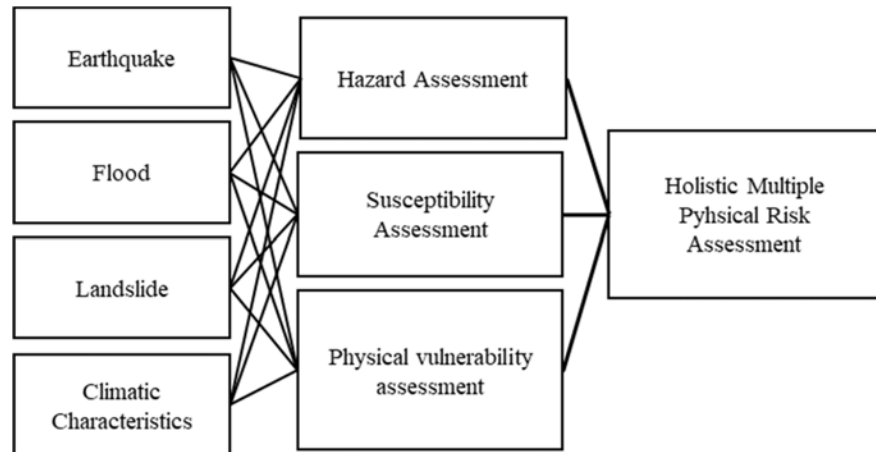 Earthquake
Flood
Landslide
Climatic
Characteristics
Hazard Assessment
Susceptibility
Assessment
Physical vulnerability
assessment
Holistic Multiple
Pyhsical Risk
Assessment